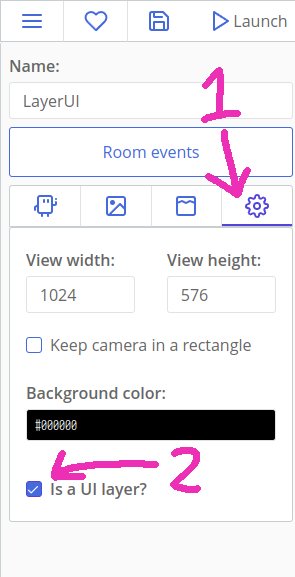 Launch
Name:
1
LayerUI
Room events
View width:
View height:
1024
576
Keep camera in a rectangle
Background color:
#000000
2
Is a UI layer?